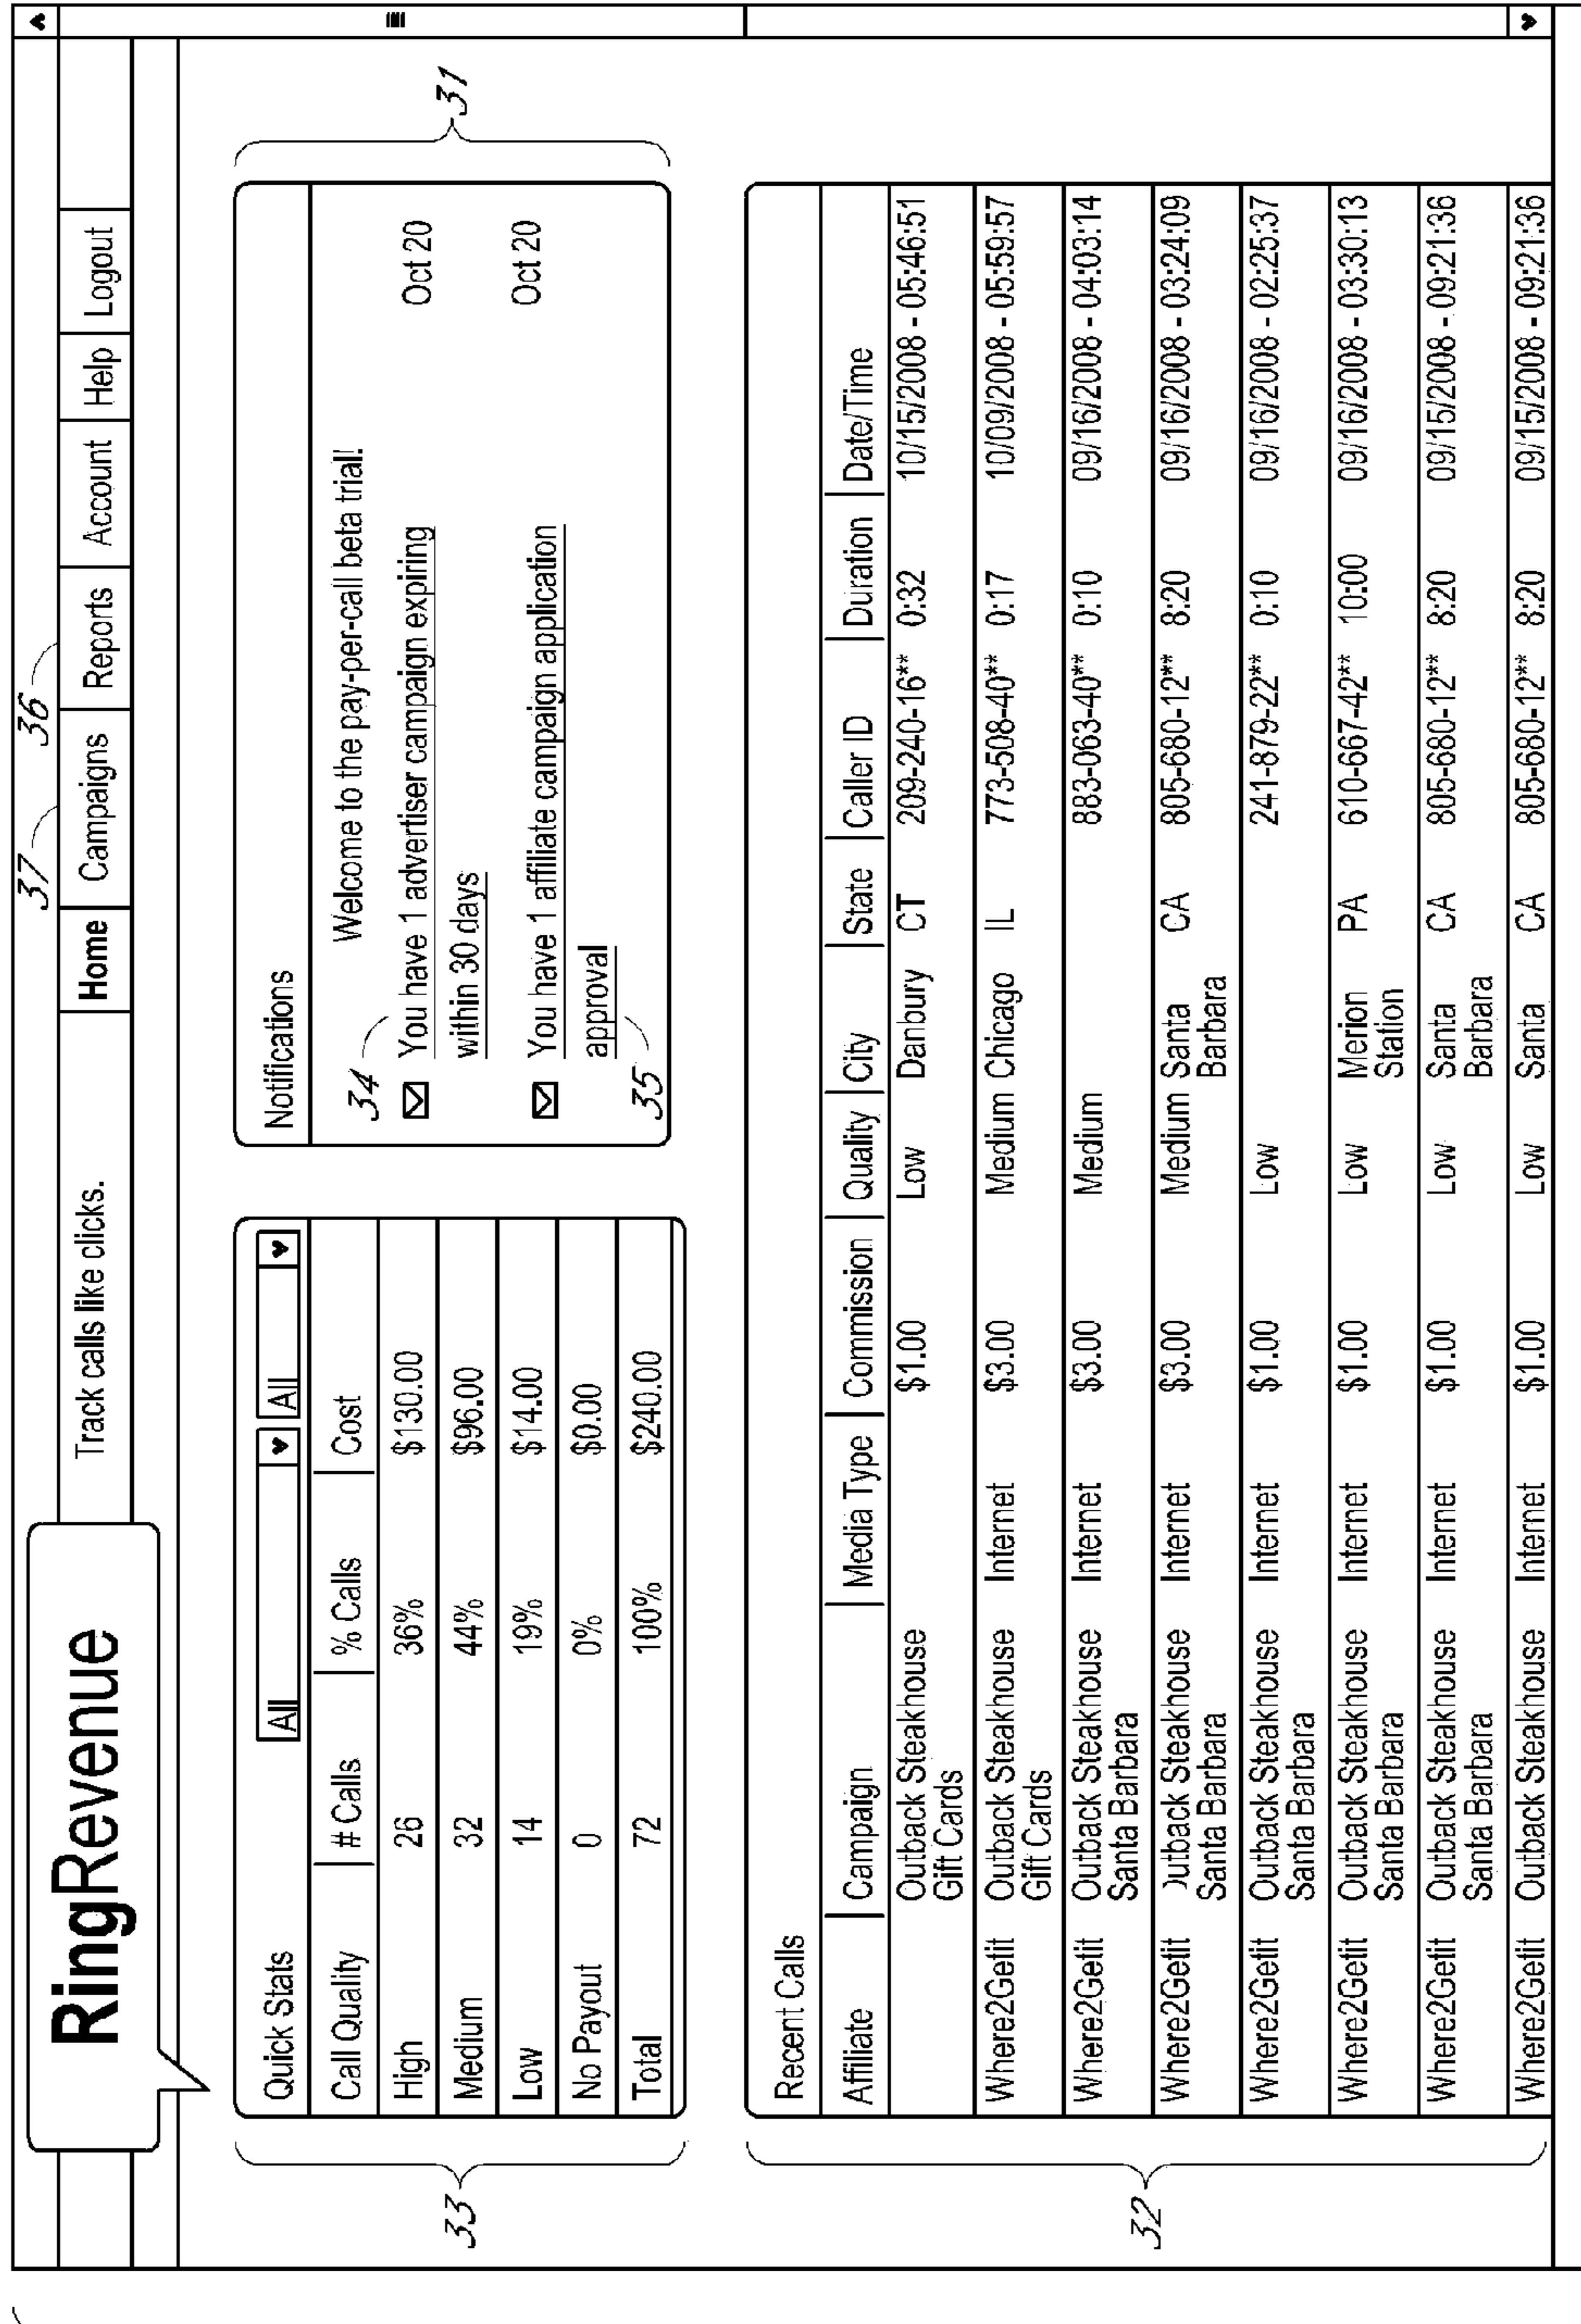 37 36
RingRevenue
Track calls like clicks. Home Campaigns Reports Account Help Logout
Quick Stats All All
Call Quality # Calls % Calls Cost
High 26 36% $130.00
Medium 32 44% $96.00
Low 14 19% $14.00
No Payout 0 0% $0.00
Total 72 100% $240.00
33
Notifications
Welcome to the pay-per-call beta trial!
34
You have 1 advertiser campaign expiring Oct 20
within 30 days
You have 1 affiliate campaign application Oct 20
approval
35
31
Recent Calls
Affiliate Campaign Media Type Commission Quality City State Caller ID Duration Date/Time
Outback Steakhouse $1.00 Low Danbury CT 209-240-16** 0:32 10/15/2008 - 05:46:51
Gift Cards
Where2Getit Outback Steakhouse Internet $3.00 Medium Chicago IL 773-508-40** 0:17 10/09/2008 - 05:59:57
Gift Cards
Where2Getit Outback Steakhouse Internet $3.00 Medium 883-063-40** 0:10 09/16/2008 - 04:03:14
Santa Barbara
Where2Getit Outback Steakhouse Internet $3.00 Medium Santa CA 805-680-12** 8:20 09/16/2008 - 03:24:09
Santa Barbara Barbara
Where2Getit Outback Steakhouse Internet $1.00 Low 241-879-22** 0:10 09/16/2008 - 02:25:37
Santa Barbara
Where2Getit Outback Steakhouse Internet $1.00 Low Merion PA 610-667-42** 10:00 09/16/2008 - 03:30:13
Santa Barbara Station
Where2Getit Outback Steakhouse Internet $1.00 Low Santa CA 805-680-12** 8:20 09/15/2008 - 09:21:36
Santa Barbara Barbara
Where2Getit Outback Steakhouse Internet $1.00 Low Santa CA 805-680-12** 8:20 09/15/2008 - 09:21:36
32